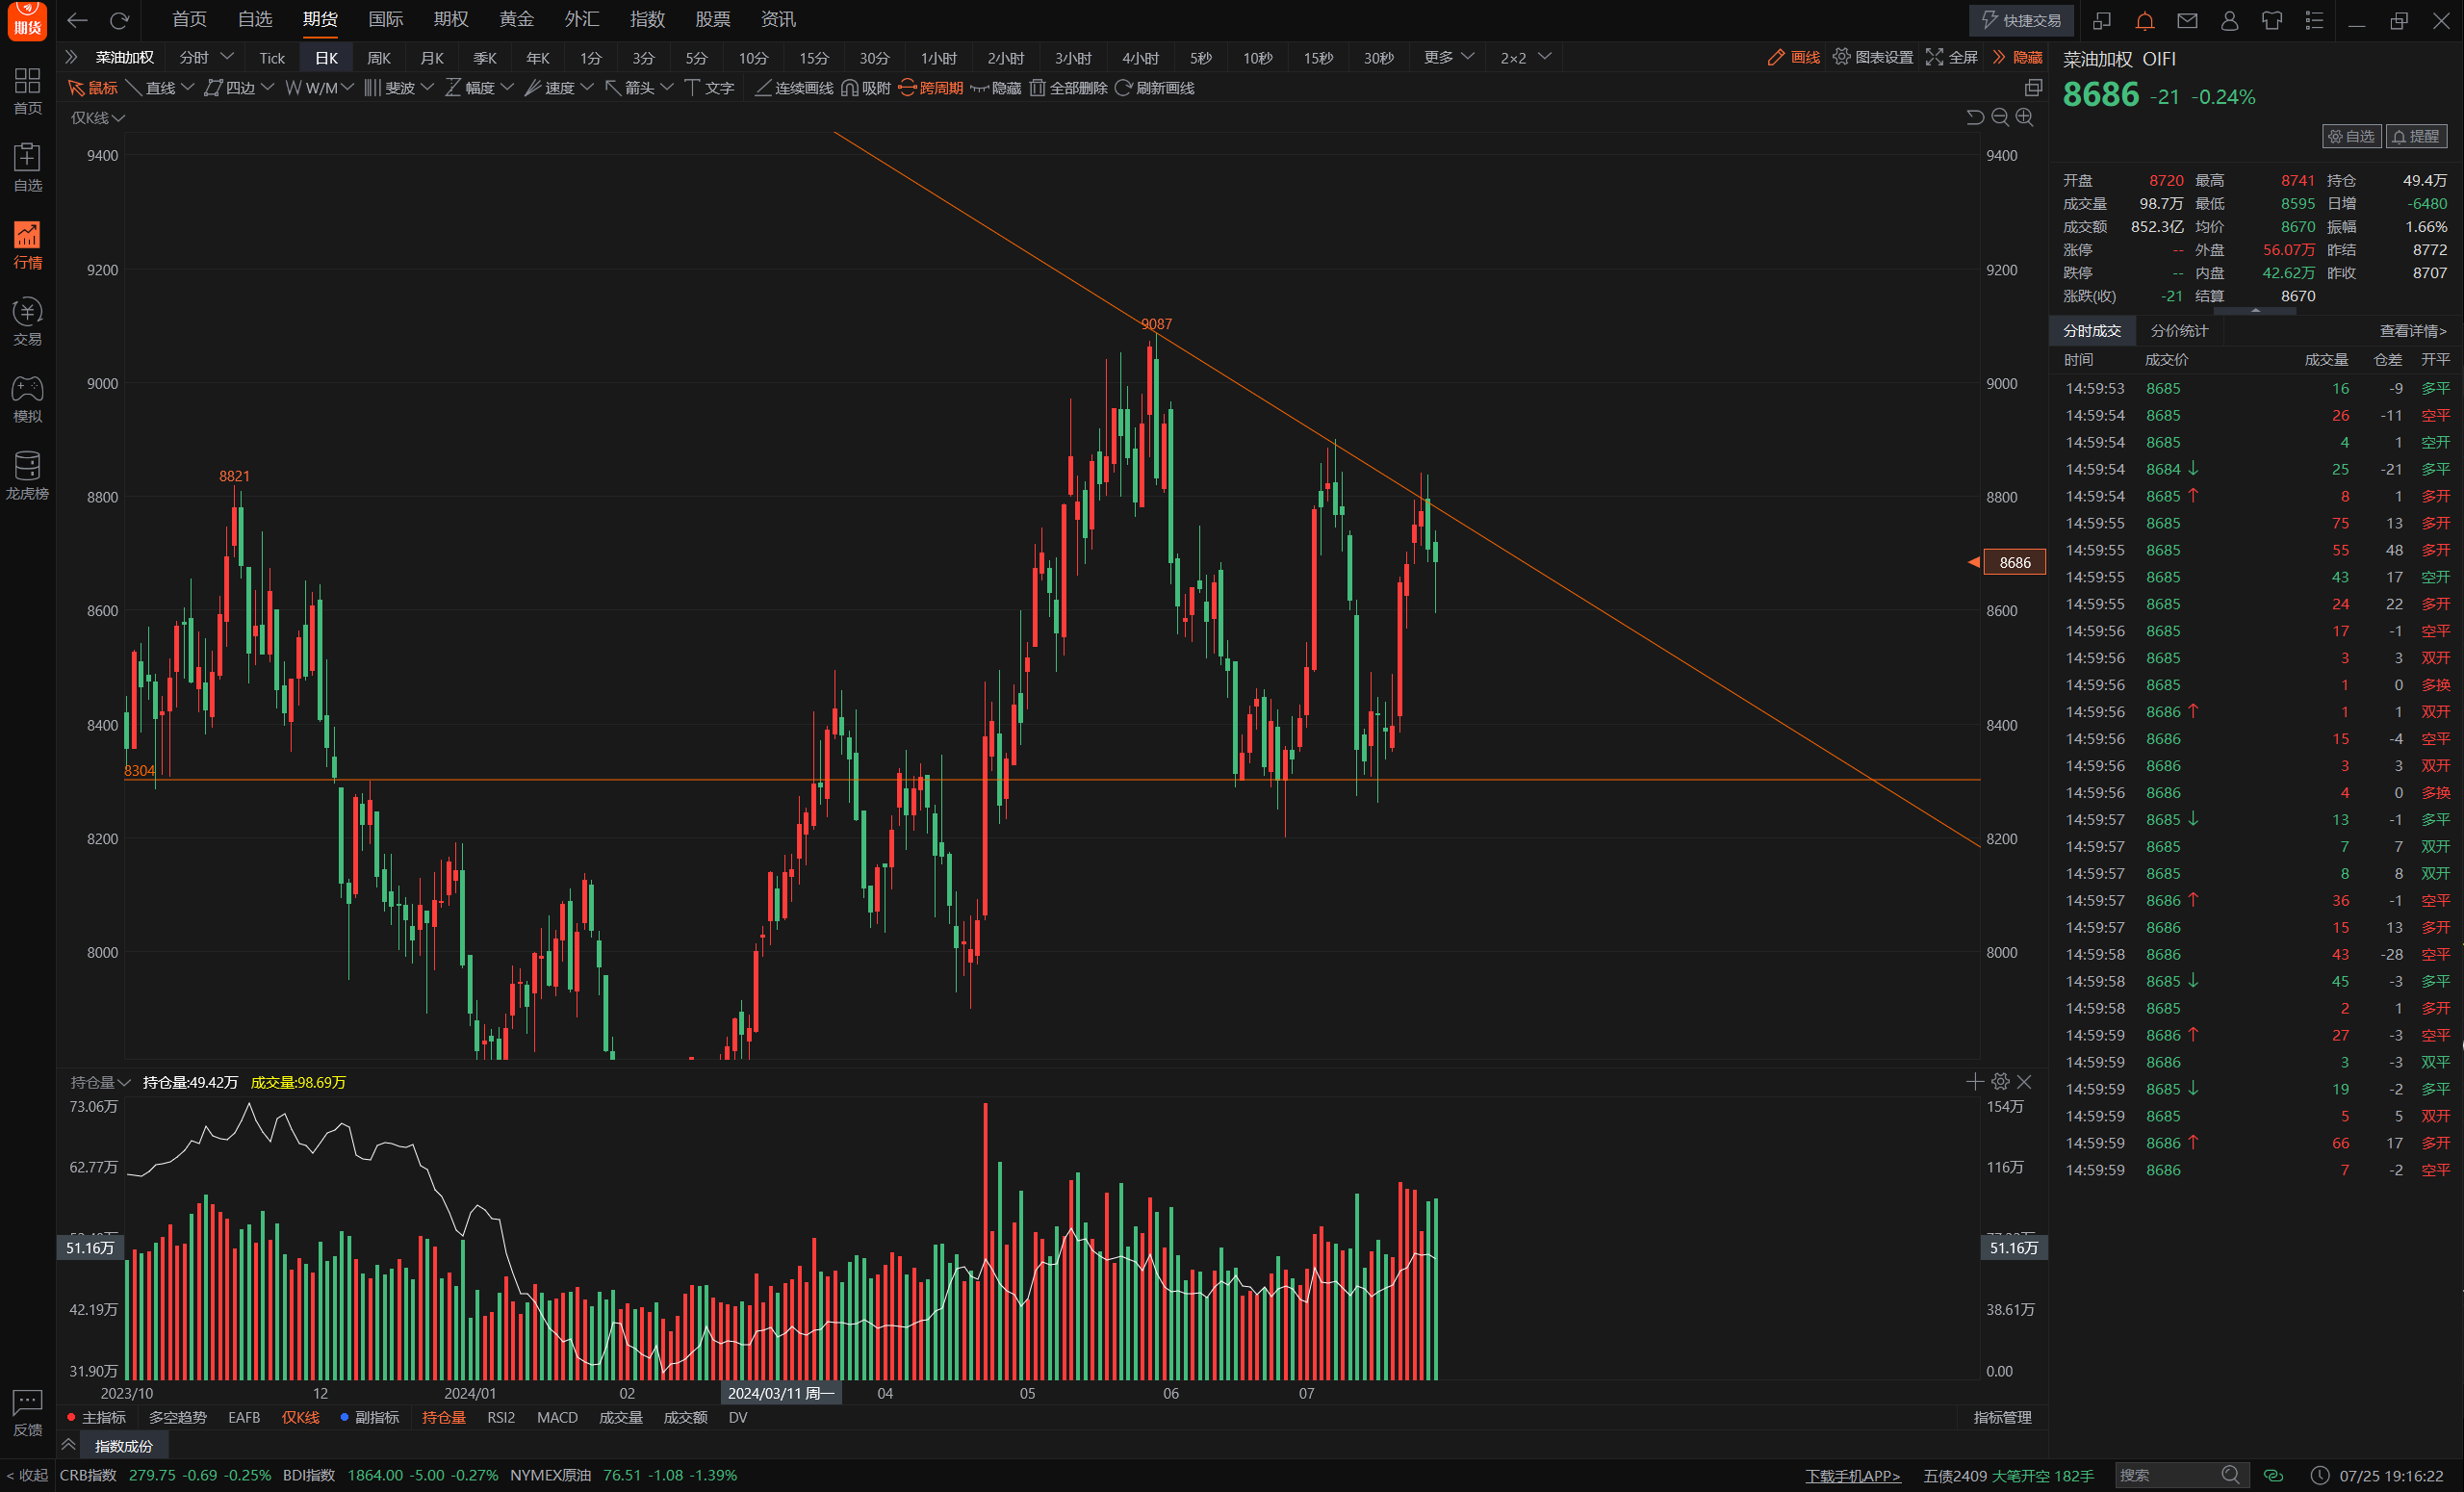 期货
首页 自选 期货 国际 期权 黄金 外汇 指数 股票 资讯
快捷交易
菜油加权 分时 Tick 日K 周K 月K 季K 年K 1分 3分 5分 10分 15分 30分 1小时 2小时 3小时 4小时 5秒 10秒 15秒 30秒 更多 2×2
画线 图表设置 全屏 隐藏
鼠标 直线 四边 W/M 斐波 幅度 速度 箭头 文字 连续画线 吸附 跨周期 隐藏 全部删除 刷新画线
首页
自选
行情
交易
模拟
龙虎榜
反馈
< 收起
仅K线
9400 9400
9200 9200
9087
9000 9000
8821
8800 8800
8686
8600 8600
8400 8400
8304
8200 8200
8000 8000
持仓量 持仓量:49.42万 成交量:98.69万
73.06万 154万
62.77万 116万
51.16万 51.16万
42.19万 38.61万
31.90万 0.00
2023/10 12 2024/01 02 2024/03/11 周一 04 05 06 07
主指标 多空趋势 EAFB 仅K线 副指标 持仓量 RSI2 MACD 成交量 成交额 DV 指标管理
指数成份
菜油加权 OIFI
8686 -21 -0.24%
自选 提醒
开盘 8720 最高 8741 持仓 49.4万
成交量 98.7万 最低 8595 日增 -6480
成交额 852.3亿 均价 8670 振幅 1.66%
涨停 -- 外盘 56.07万 昨结 8772
跌停 -- 内盘 42.62万 昨收 8707
涨跌(收) -21 结算 8670
分时成交 分价统计 查看详情>
时间 成交价 成交量 仓差 开平
14:59:53 8685 16 -9 多平
14:59:54 8685 26 -11 空平
14:59:54 8685 4 1 空开
14:59:54 8684↓ 25 -21 多平
14:59:54 8685↑ 8 1 多开
14:59:55 8685 75 13 多开
14:59:55 8685 55 48 多开
14:59:55 8685 43 17 空开
14:59:55 8685 24 22 多开
14:59:56 8685 17 -1 空平
14:59:56 8685 3 3 双开
14:59:56 8685 1 0 多换
14:59:56 8686↑ 1 1 双开
14:59:56 8686 15 -4 空平
14:59:56 8686 3 3 双开
14:59:56 8686 4 0 多换
14:59:57 8685↓ 13 -1 多平
14:59:57 8685 7 7 双开
14:59:57 8685 8 8 双开
14:59:57 8686↑ 36 -1 空平
14:59:57 8686 15 13 多开
14:59:58 8686 43 -28 空平
14:59:58 8685↓ 45 -3 多平
14:59:58 8685 2 1 多开
14:59:59 8686↑ 27 -3 空平
14:59:59 8686 3 -3 双平
14:59:59 8685↓ 19 -2 多平
14:59:59 8685 5 5 双开
14:59:59 8686↑ 66 17 多开
14:59:59 8686 7 -2 空平
CRB指数 279.75 -0.69 -0.25% BDI指数 1864.00 -5.00 -0.27% NYMEX原油 76.51 -1.08 -1.39%
下载手机APP> 五债2409 大笔开空 182手 搜索 07/25 19:16:22